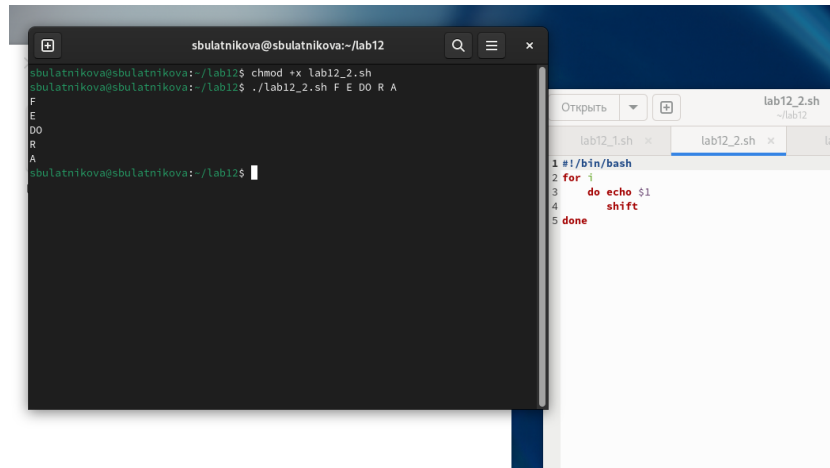 sbulatnikova@sbulatnikova:~/lab12
sbulatnikova@sbulatnikova:~/lab12$ chmod +x lab12_2.sh
sbulatnikova@sbulatnikova:~/lab12$ ./lab12_2.sh F E DO R A
F
E
DO
R
A
sbulatnikova@sbulatnikova:~/lab12$
Открыть
lab12_2.sh
~/lab12
lab12_1.sh × lab12_2.sh ×
1 #!/bin/bash
2 for i
3 do echo $1
4 shift
5 done